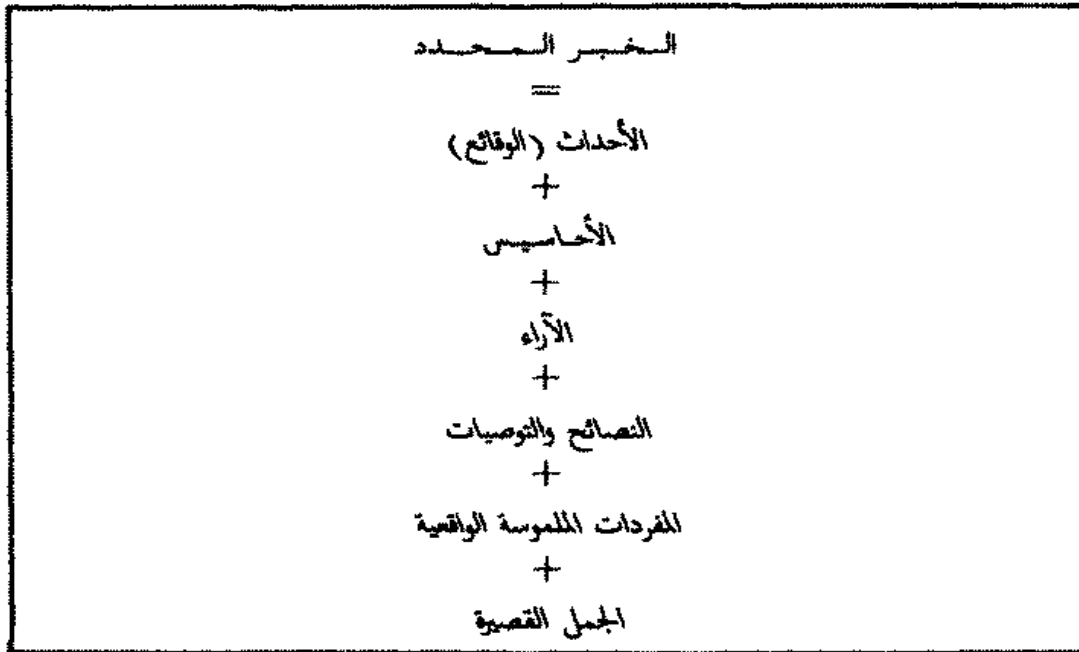 الخبر المحدد
=
الأحداث (الوقائع)
+
الأحاسيس
+
الآراء
+
النصائح والتوصيات
+
المفردات الملموسة الواقعية
+
الجمل القصيرة